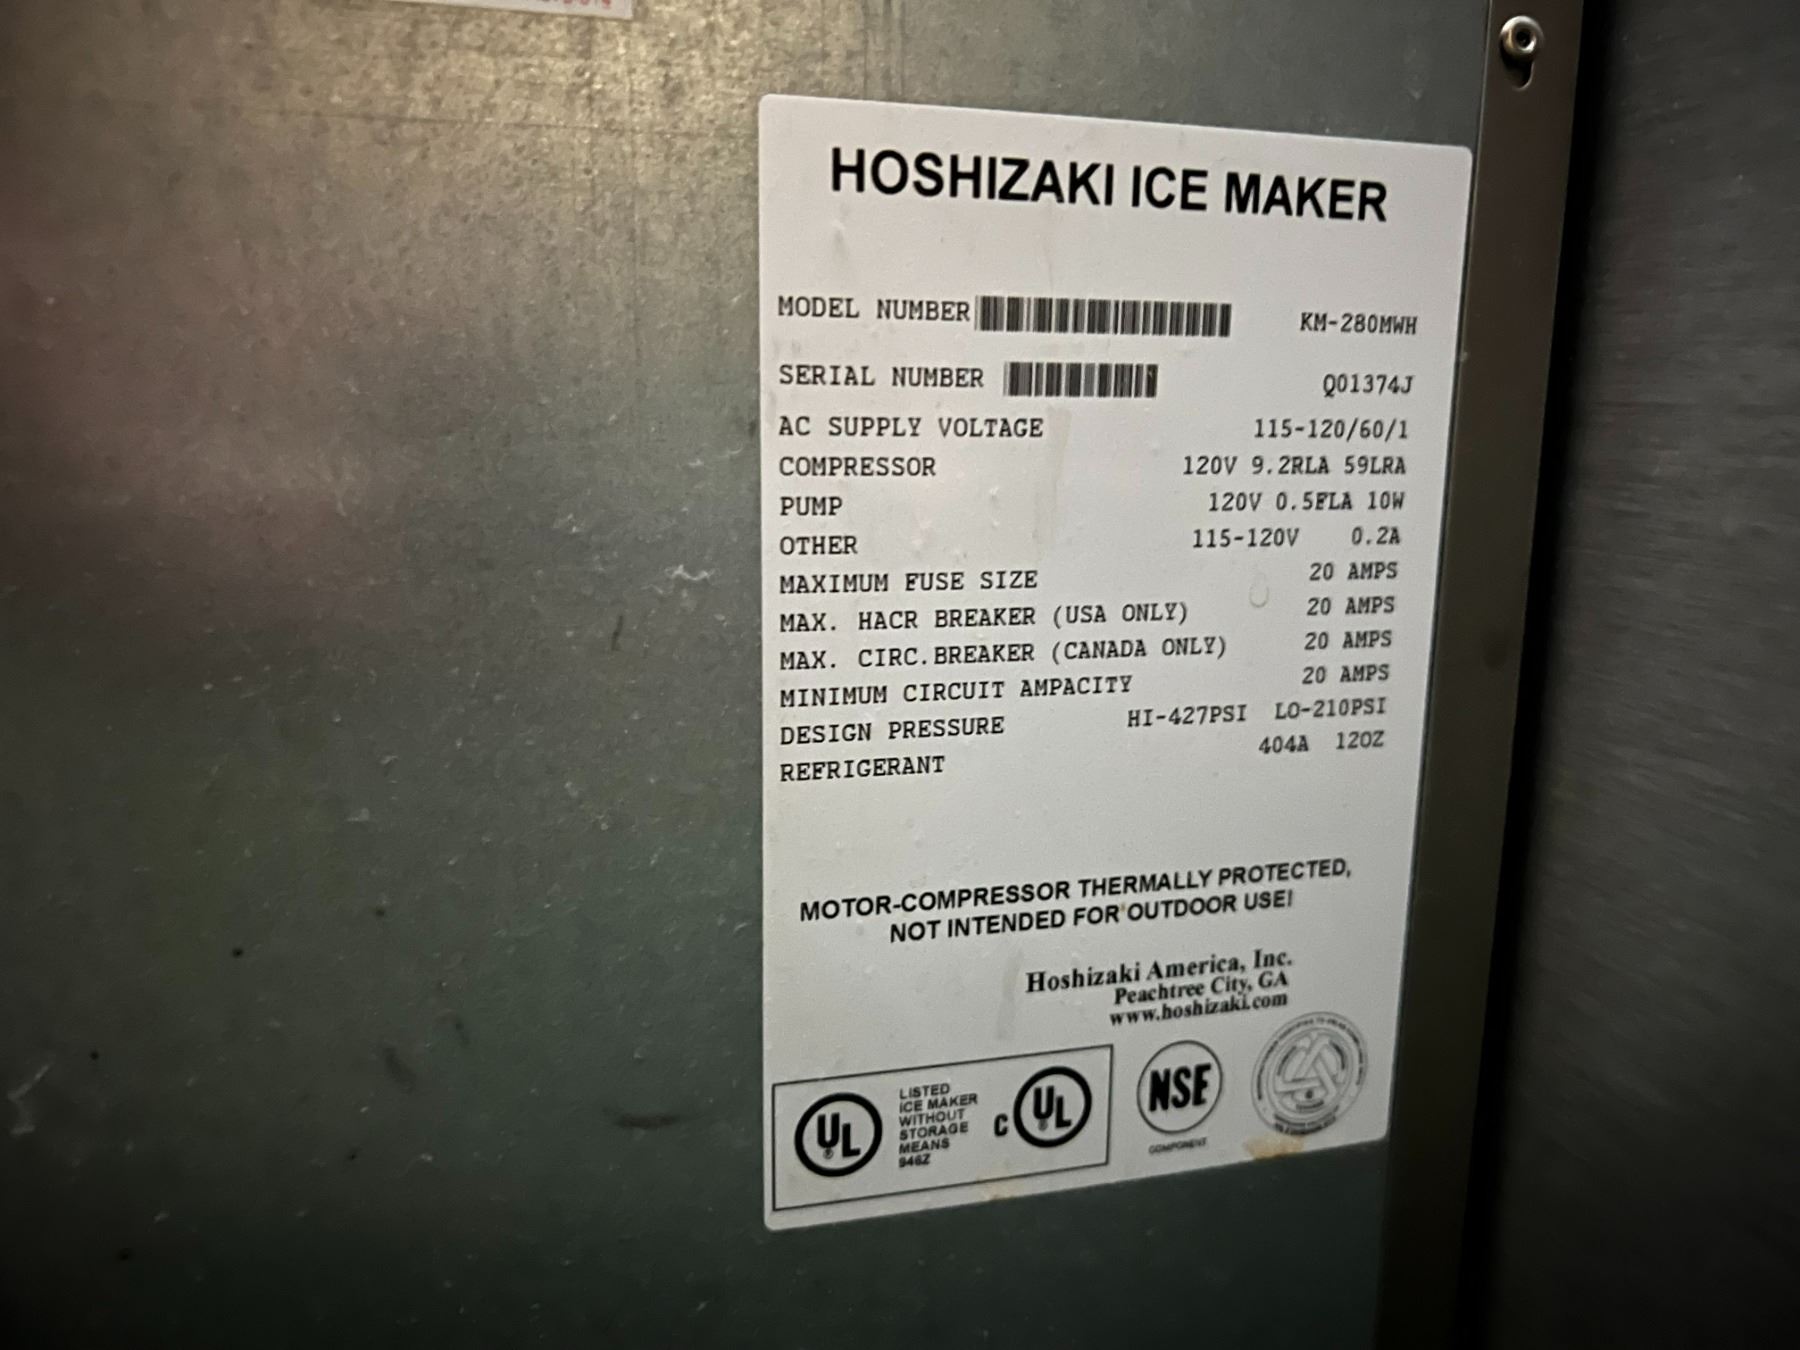 HOSHIZAKI ICE MAKER
MODEL NUMBER KM-280MWH
SERIAL NUMBER Q01374J
AC SUPPLY VOLTAGE 115-120/60/1
COMPRESSOR 120V 9.2RLA 59LRA
PUMP 120V 0.5FLA 10W
OTHER 115-120V 0.2A
MAXIMUM FUSE SIZE 20 AMPS
MAX. HACR BREAKER (USA ONLY) 20 AMPS
MAX. CIRC.BREAKER (CANADA ONLY) 20 AMPS
MINIMUM CIRCUIT AMPACITY 20 AMPS
DESIGN PRESSURE HI-427PSI LO-210PSI
REFRIGERANT 404A 12OZ
MOTOR-COMPRESSOR THERMALLY PROTECTED,
NOT INTENDED FOR OUTDOOR USE!
Hoshizaki America, Inc.
Peachtree City, GA
www.hoshizaki.com
UL ®
LISTED
ICE MAKER
WITHOUT
STORAGE
MEANS
946Z
C UL ®
NSF
COMPONENT